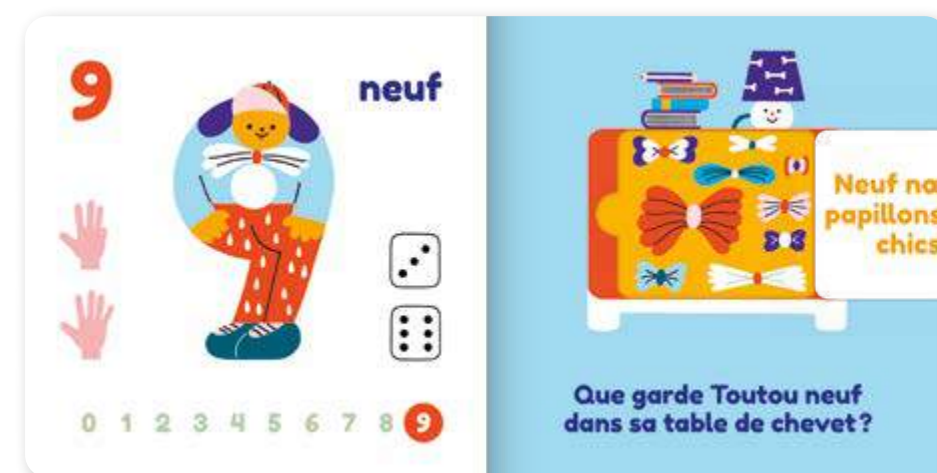 9
neuf
0 1 2 3 4 5 6 7 8 9
Neuf
papillons
chics
Que garde Toutou neuf
dans sa table de chevet ?